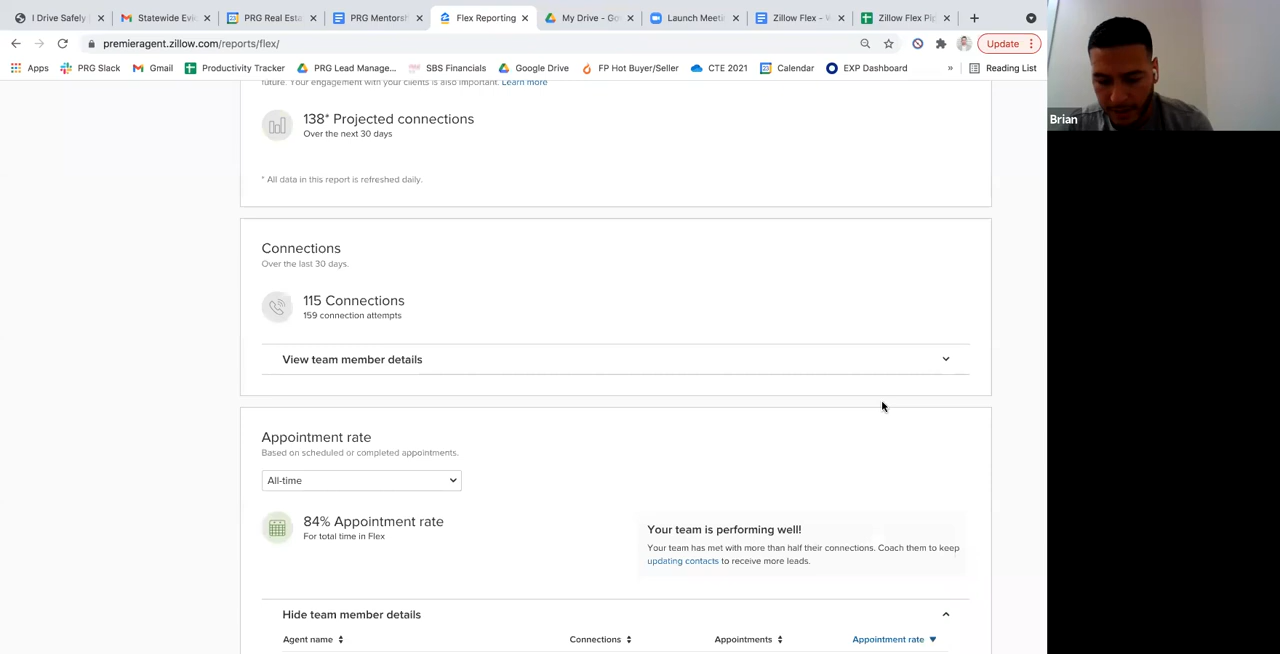 I Drive Safely
Statewide Evi
PRG Real Esta
PRG Mentors
Flex Reporting
My Drive - Go
Launch Meeti
Zillow Flex - V
Zillow Flex Pi
premieragent.zillow.com/reports/flex/
Update
Apps
PRG Slack
Gmail
Productivity Tracker
PRG Lead Manage...
SBS Financials
Google Drive
FP Hot Buyer/Seller
CTE 2021
Calendar
EXP Dashboard
»
Reading List
future. Your engagement with your clients is also important. Learn more
138* Projected connections
Over the next 30 days
* All data in this report is refreshed daily.
Connections
Over the last 30 days.
115 Connections
159 connection attempts
View team member details
Appointment rate
Based on scheduled or completed appointments.
All-time
84% Appointment rate
For total time in Flex
Your team is performing well!
Your team has met with more than half their connections. Coach them to keep
updating contacts to receive more leads.
Hide team member details
Agent name
Connections
Appointments
Appointment rate
Brian